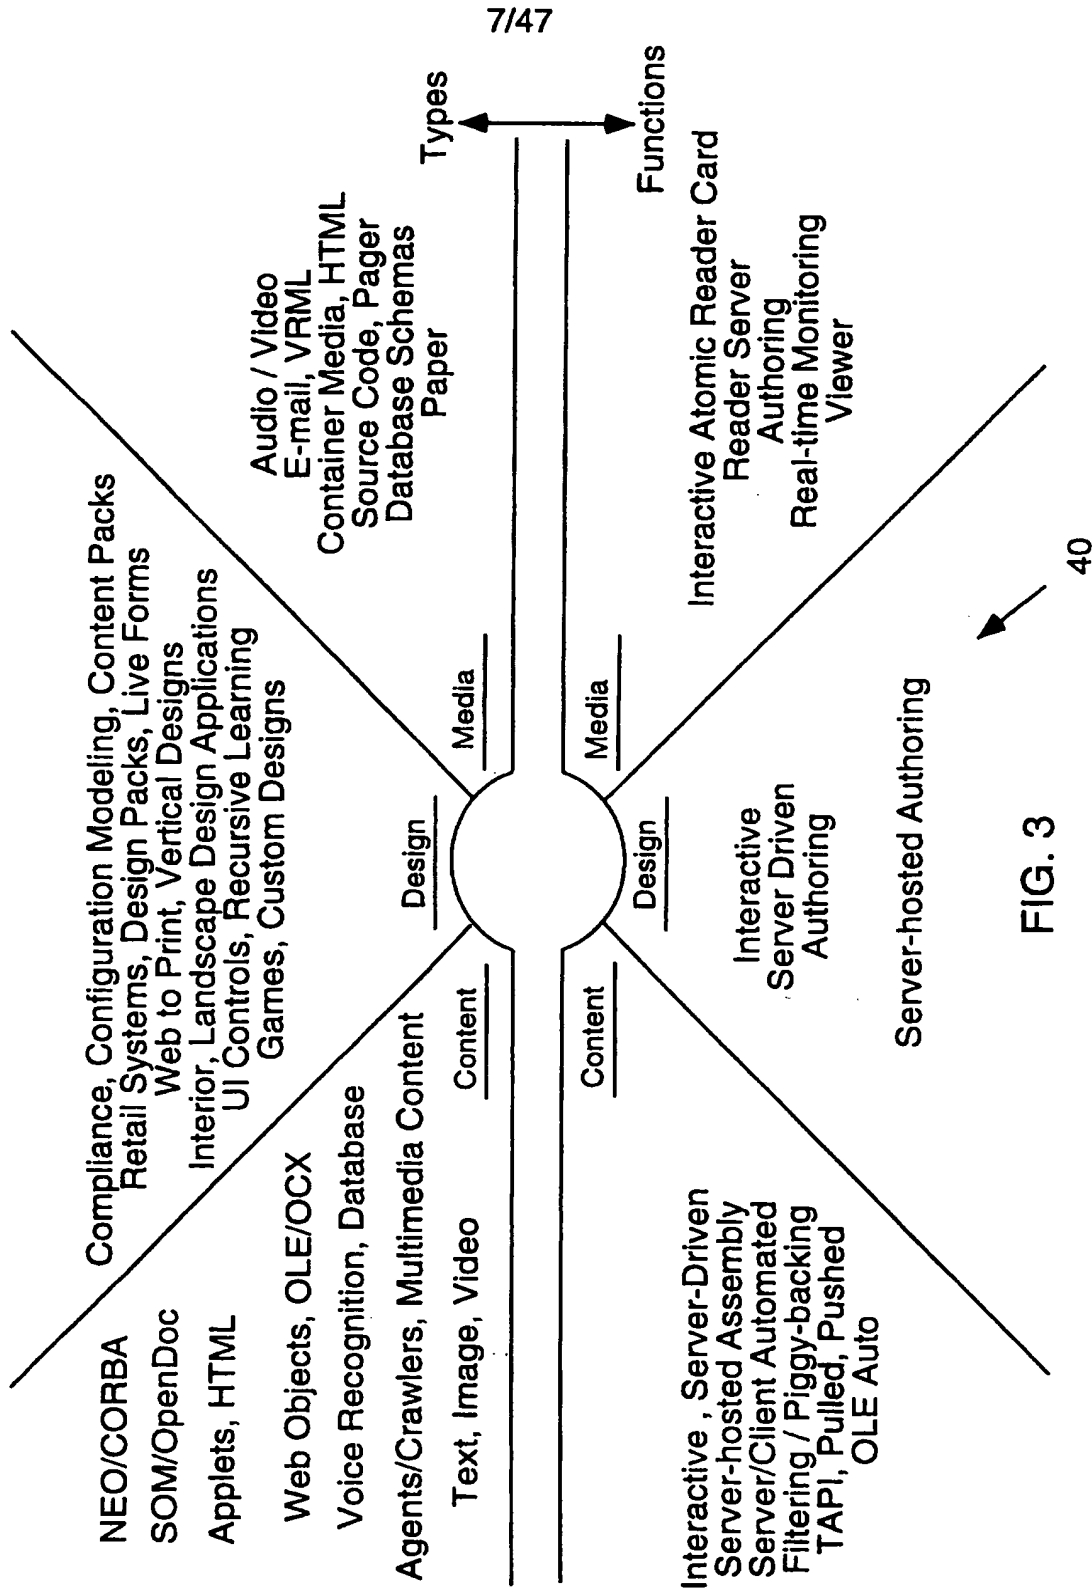 7/47
NEO/CORBA
SOM/OpenDoc
Applets, HTML
Web Objects, OLE/OCX
Voice Recognition, Database
Agents/Crawlers, Multimedia Content
Text, Image, Video
Content
Compliance, Configuration Modeling, Content Packs
Retail Systems, Design Packs, Live Forms
Web to Print, Vertical Designs
Interior, Landscape Design Applications
UI Controls, Recursive Learning
Games, Custom Designs
Design
Audio / Video
E-mail, VRML
Container Media, HTML
Source Code, Pager
Database Schemas
Paper
Media
Types
Functions
Content
Interactive , Server-Driven
Server-hosted Assembly
Server/Client Automated
Filtering / Piggy-backing
TAPI, Pulled, Pushed
OLE Auto
Design
Interactive
Server Driven
Authoring
Server-hosted Authoring
Media
Interactive Atomic Reader Card
Reader Server
Authoring
Real-time Monitoring
Viewer
40
FIG. 3